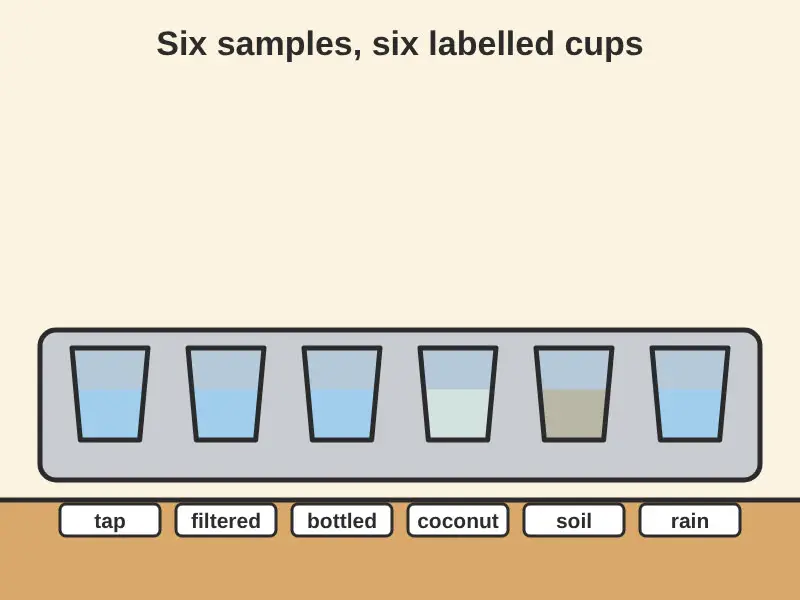 Six samples, six labelled cups
tap
filtered
bottled
coconut
soil
rain